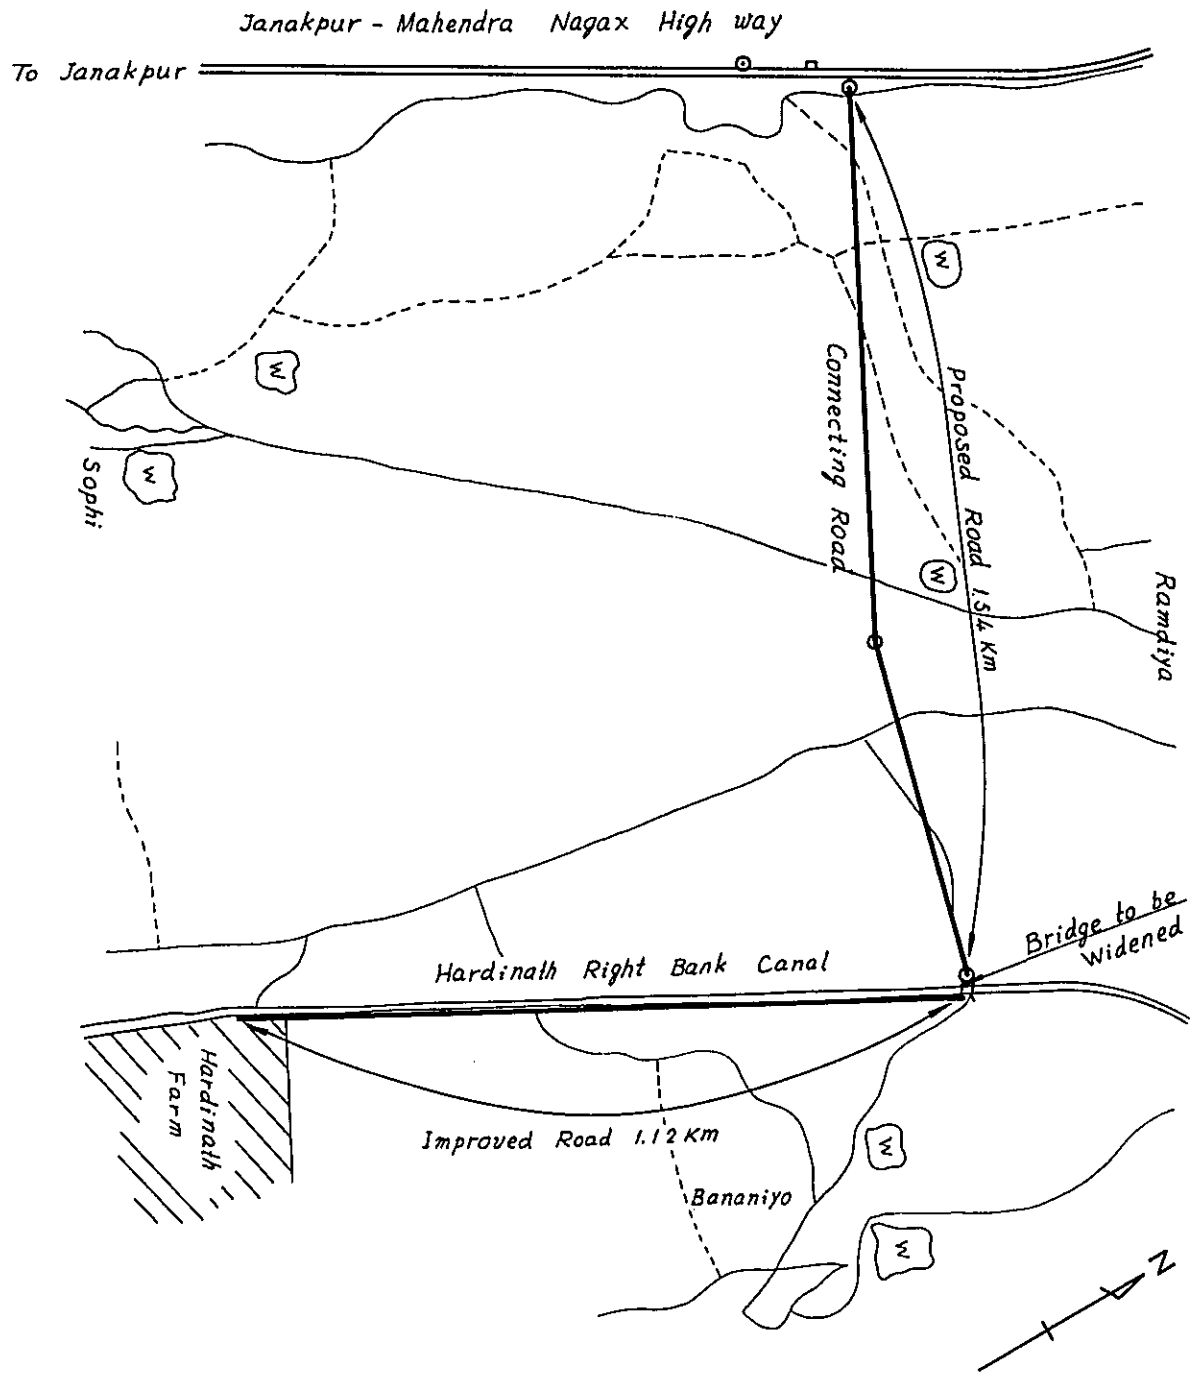 Janakpur - Mahendra Nagax High way
To Janakpur
W
W
Connecting Road
Proposed Road 1.54 Km
W
Sophi
W
Ramdiya
Bridge to be
Widened
Hardinath Right Bank Canal
Hardinath
Farm
Improved Road 1.12 Km
W
Bananiyo
W
N